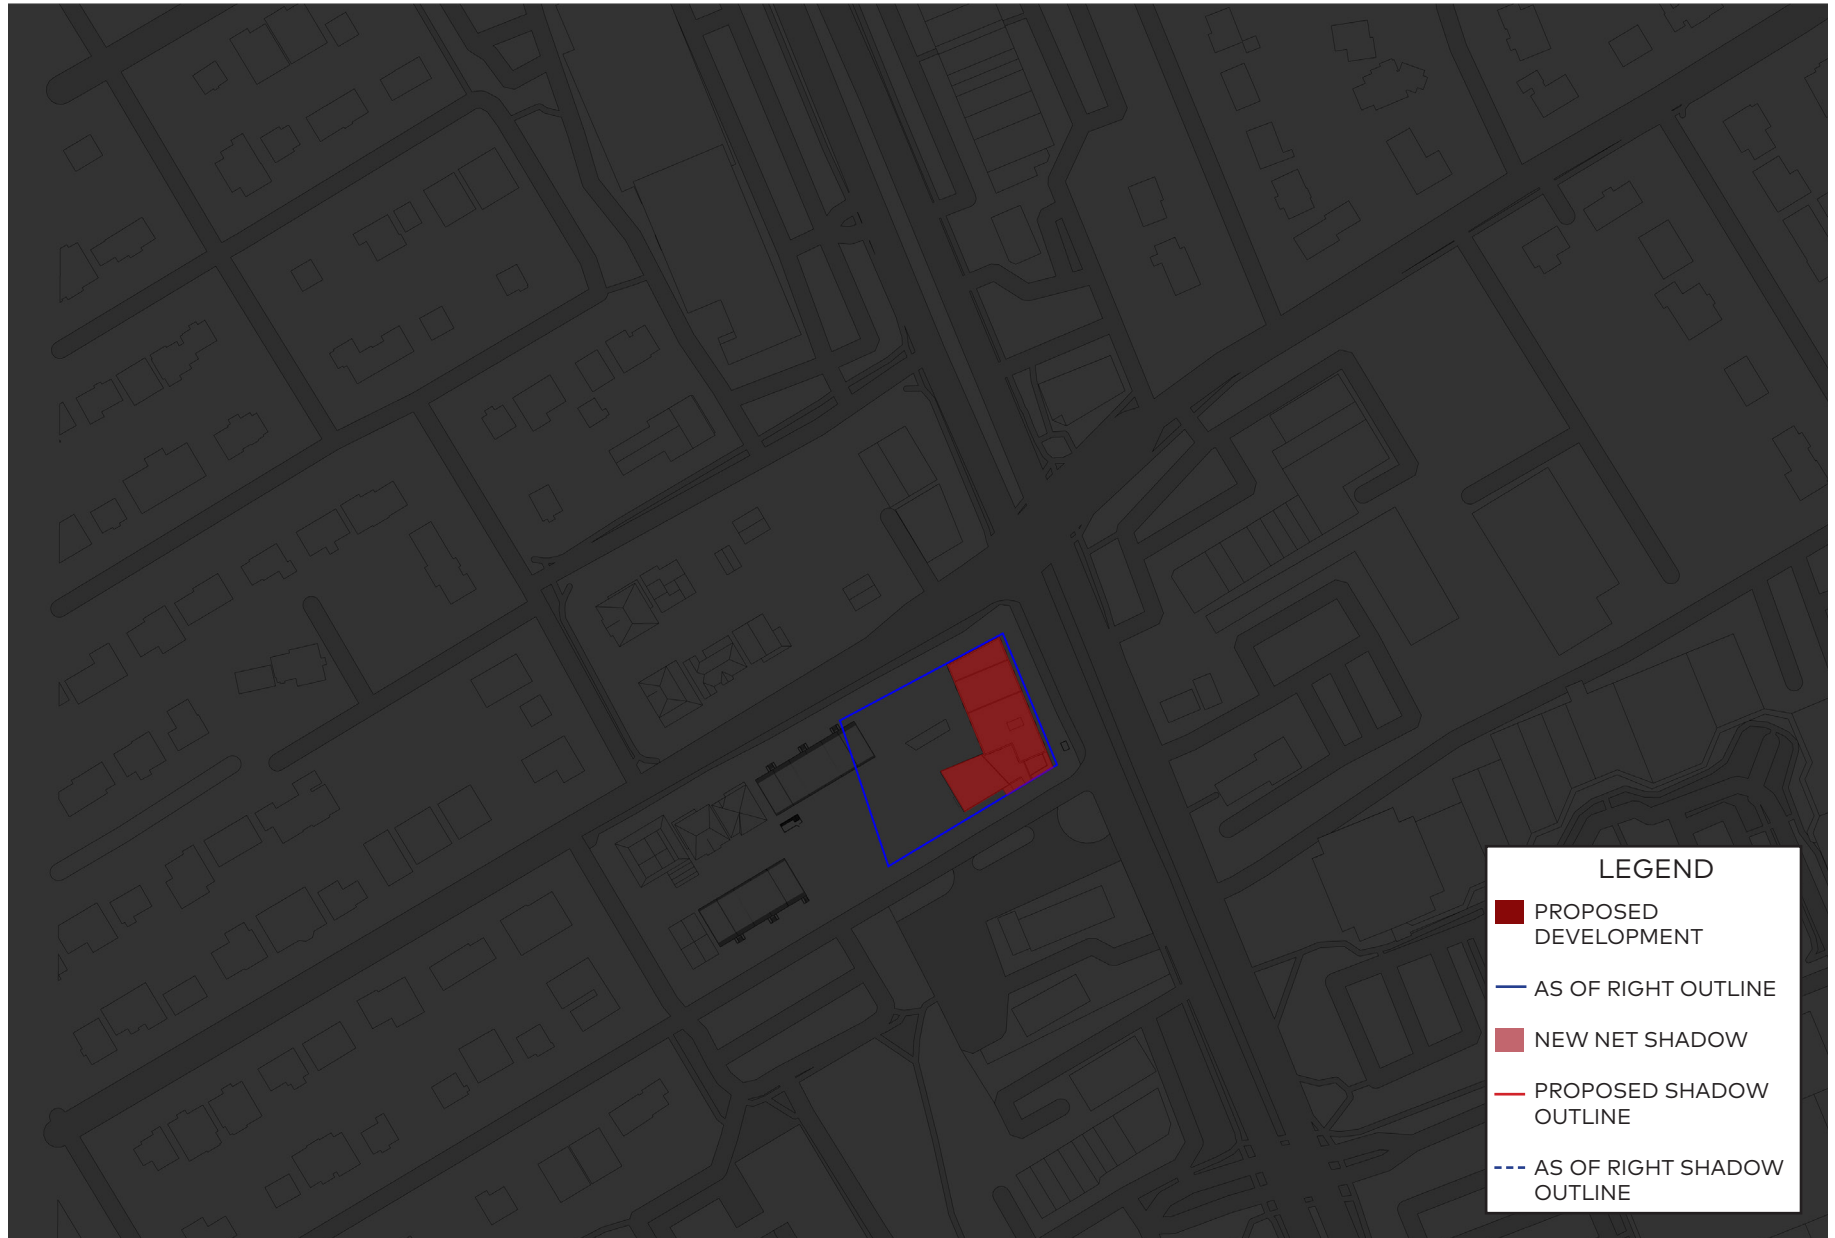 LEGEND
PROPOSED
DEVELOPMENT
AS OF RIGHT OUTLINE
NEW NET SHADOW
PROPOSED SHADOW
OUTLINE
AS OF RIGHT SHADOW
OUTLINE